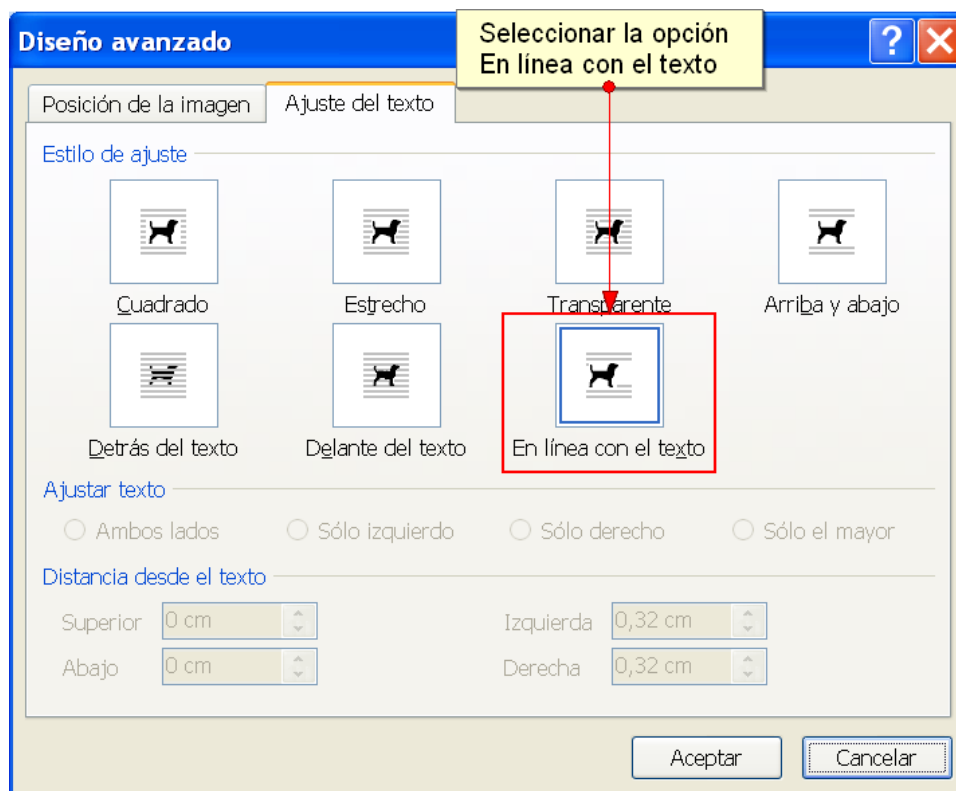 Diseño avanzado
Seleccionar la opción
En línea con el texto
?
Posición de la imagen
Ajuste del texto
Estilo de ajuste
Cuadrado
Estrecho
Transparente
Arriba y abajo
Detrás del texto
Delante del texto
En línea con el texto
Ajustar texto
Ambos lados
Sólo izquierdo
Sólo derecho
Sólo el mayor
Distancia desde el texto
Superior 0 cm
Izquierda 0,32 cm
Abajo 0 cm
Derecha 0,32 cm
Aceptar
Cancelar